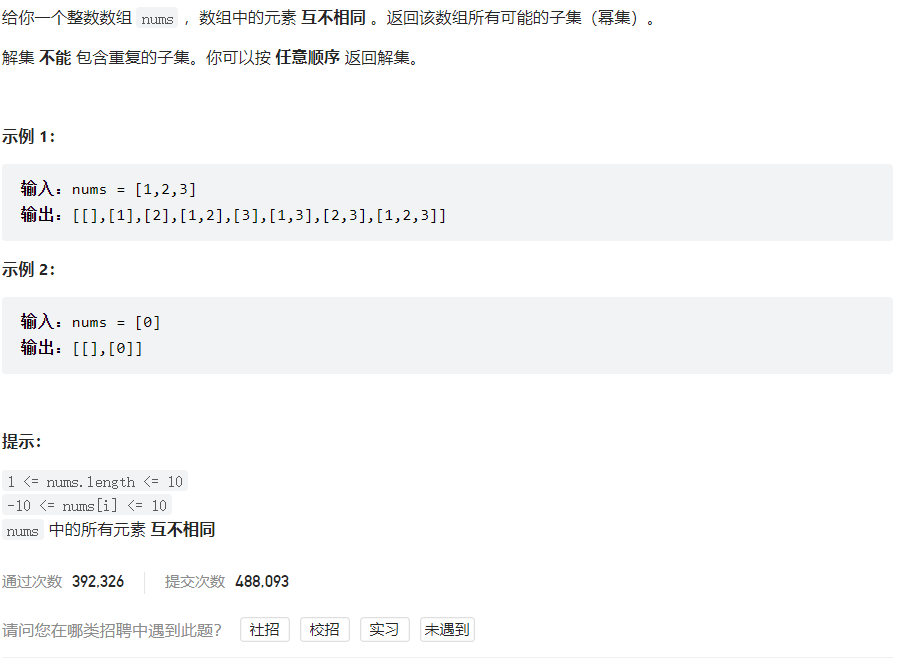 给你一个整数数组 nums ，数组中的元素 互不相同 。返回该数组所有可能的子集（幂集）。
解集 不能 包含重复的子集。你可以按 任意顺序 返回解集。
示例 1：
输入：nums = [1,2,3]
输出：[[],[1],[2],[1,2],[3],[1,3],[2,3],[1,2,3]]
示例 2：
输入：nums = [0]
输出：[[],[0]]
提示：
1 <= nums.length <= 10
-10 <= nums[i] <= 10
nums 中的所有元素 互不相同
通过次数 392,326 提交次数 488,093
请问您在哪类招聘中遇到此题？ 社招 校招 实习 未遇到